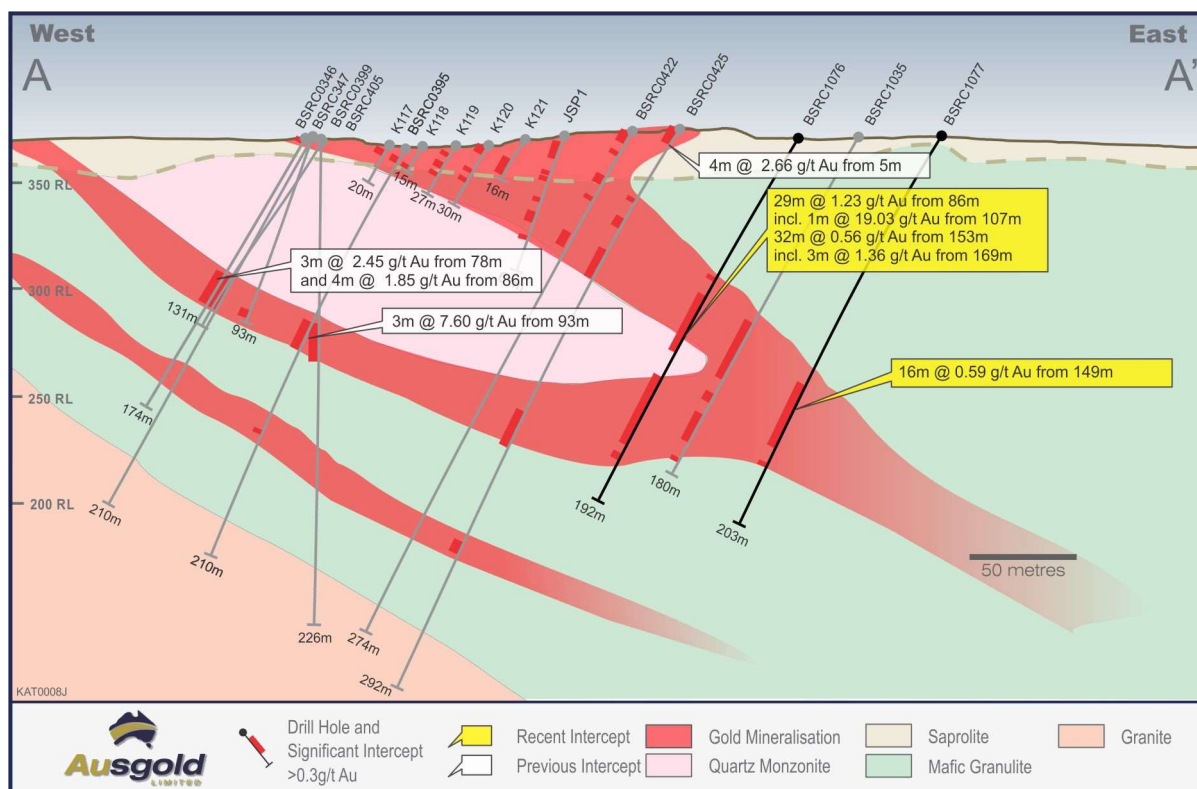 West
A
East
A'
BSRC0346
BSRC347
BSRC0399
BSRC405
K117
BSRC0395
K118
K119
K120
K121
JSP1
BSRC0422
BSRC0425
BSRC1076
BSRC1035
BSRC1077
350 RL
300 RL
250 RL
200 RL
20m
15m
27m
30m
16m
4m @ 2.66 g/t Au from 5m
29m @ 1.23 g/t Au from 86m
incl. 1m @ 19.03 g/t Au from 107m
32m @ 0.56 g/t Au from 153m
incl. 3m @ 1.36 g/t Au from 169m
3m @ 2.45 g/t Au from 78m
and 4m @ 1.85 g/t Au from 86m
3m @ 7.60 g/t Au from 93m
16m @ 0.59 g/t Au from 149m
131m
93m
174m
210m
210m
226m
274m
292m
192m
180m
203m
50 metres
KAT0008J
Ausgold
LIMITED
Drill Hole and
Significant Intercept
>0.3g/t Au
Recent Intercept
Previous Intercept
Gold Mineralisation
Quartz Monzonite
Saprolite
Mafic Granulite
Granite